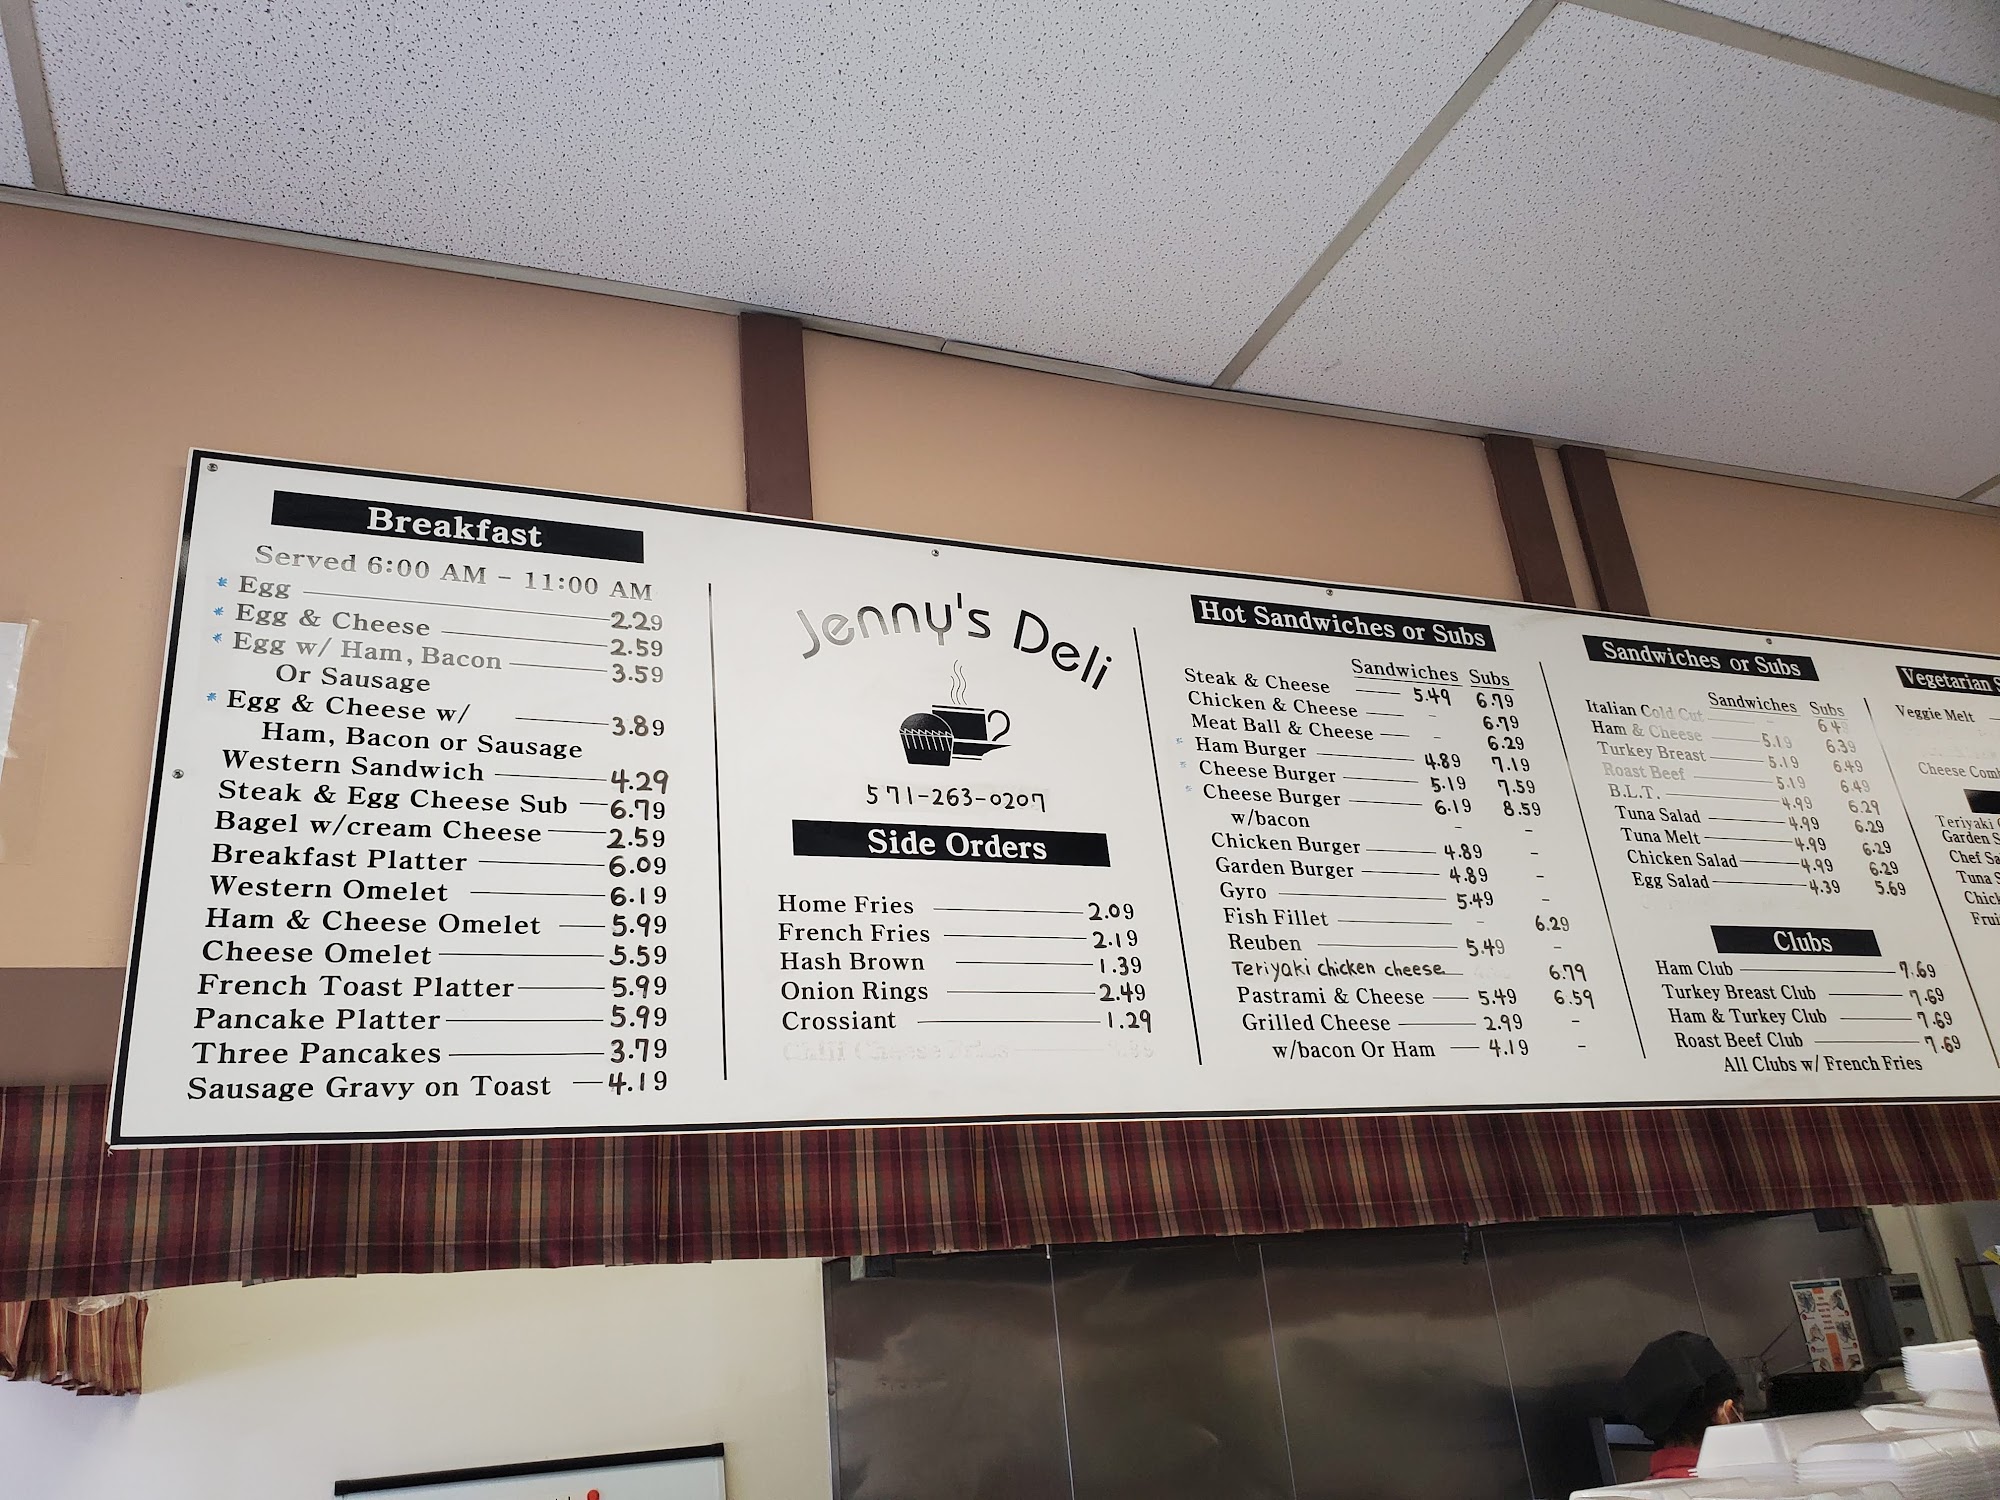 Breakfast
Served 6:00 AM - 11:00 AM
* Egg 2.29
* Egg & Cheese 2.59
* Egg w/ Ham, Bacon 3.59
Or Sausage
* Egg & Cheese w/ 3.89
Ham, Bacon or Sausage
Western Sandwich 4.29
Steak & Egg Cheese Sub 6.79
Bagel w/cream Cheese 2.59
Breakfast Platter 6.09
Western Omelet 6.19
Ham & Cheese Omelet 5.99
Cheese Omelet 5.59
French Toast Platter 5.99
Pancake Platter 5.99
Three Pancakes 3.79
Sausage Gravy on Toast 4.19
Jenny's Deli
571-263-0207
Side Orders
Home Fries 2.09
French Fries 2.19
Hash Brown 1.39
Onion Rings 2.49
Crossiant 1.29
Chili Cheese Fries
Hot Sandwiches or Subs
Sandwiches Subs
Steak & Cheese 5.49 6.79
Chicken & Cheese - 6.79
Meat Ball & Cheese - 6.29
* Ham Burger 4.89 7.19
* Cheese Burger 5.19 7.59
* Cheese Burger 6.19 8.59
w/bacon - -
Chicken Burger 4.89 -
Garden Burger 4.89 -
Gyro 5.49 -
Fish Fillet - 6.29
Reuben 5.49 -
Teriyaki chicken cheese 6.79
Pastrami & Cheese 5.49 6.59
Grilled Cheese 2.99 -
w/bacon Or Ham 4.19 -
Sandwiches or Subs
Sandwiches Subs
Italian Cold Cut - 6.49
Ham & Cheese 5.19 6.39
Turkey Breast 5.19 6.49
Roast Beef 5.19 6.49
B.L.T. 4.99 6.29
Tuna Salad 4.99 6.29
Tuna Melt 4.99 6.29
Chicken Salad 4.99 6.29
Egg Salad 4.39 5.69
Clubs
Ham Club 7.69
Turkey Breast Club 7.69
Ham & Turkey Club 7.69
Roast Beef Club 7.69
All Clubs w/ French Fries
Vegetarian S
Veggie Melt
Cheese Com
Teriyaki
Garden S
Chef Sa
Tuna S
Chick
Frui